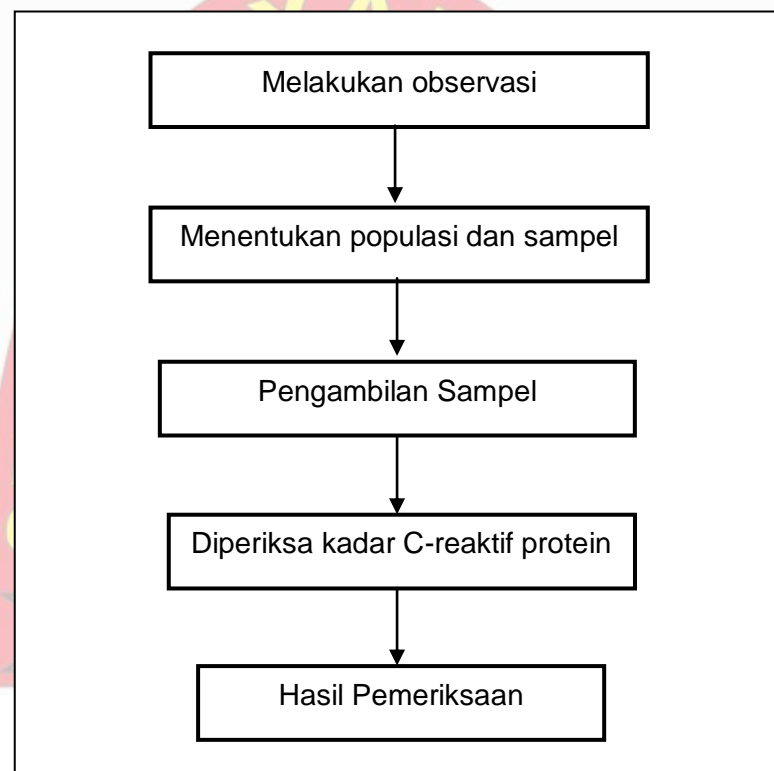 Melakukan observasi
Menentukan populasi dan sampel
Pengambilan Sampel
Diperiksa kadar C-reaktif protein
Hasil Pemeriksaan